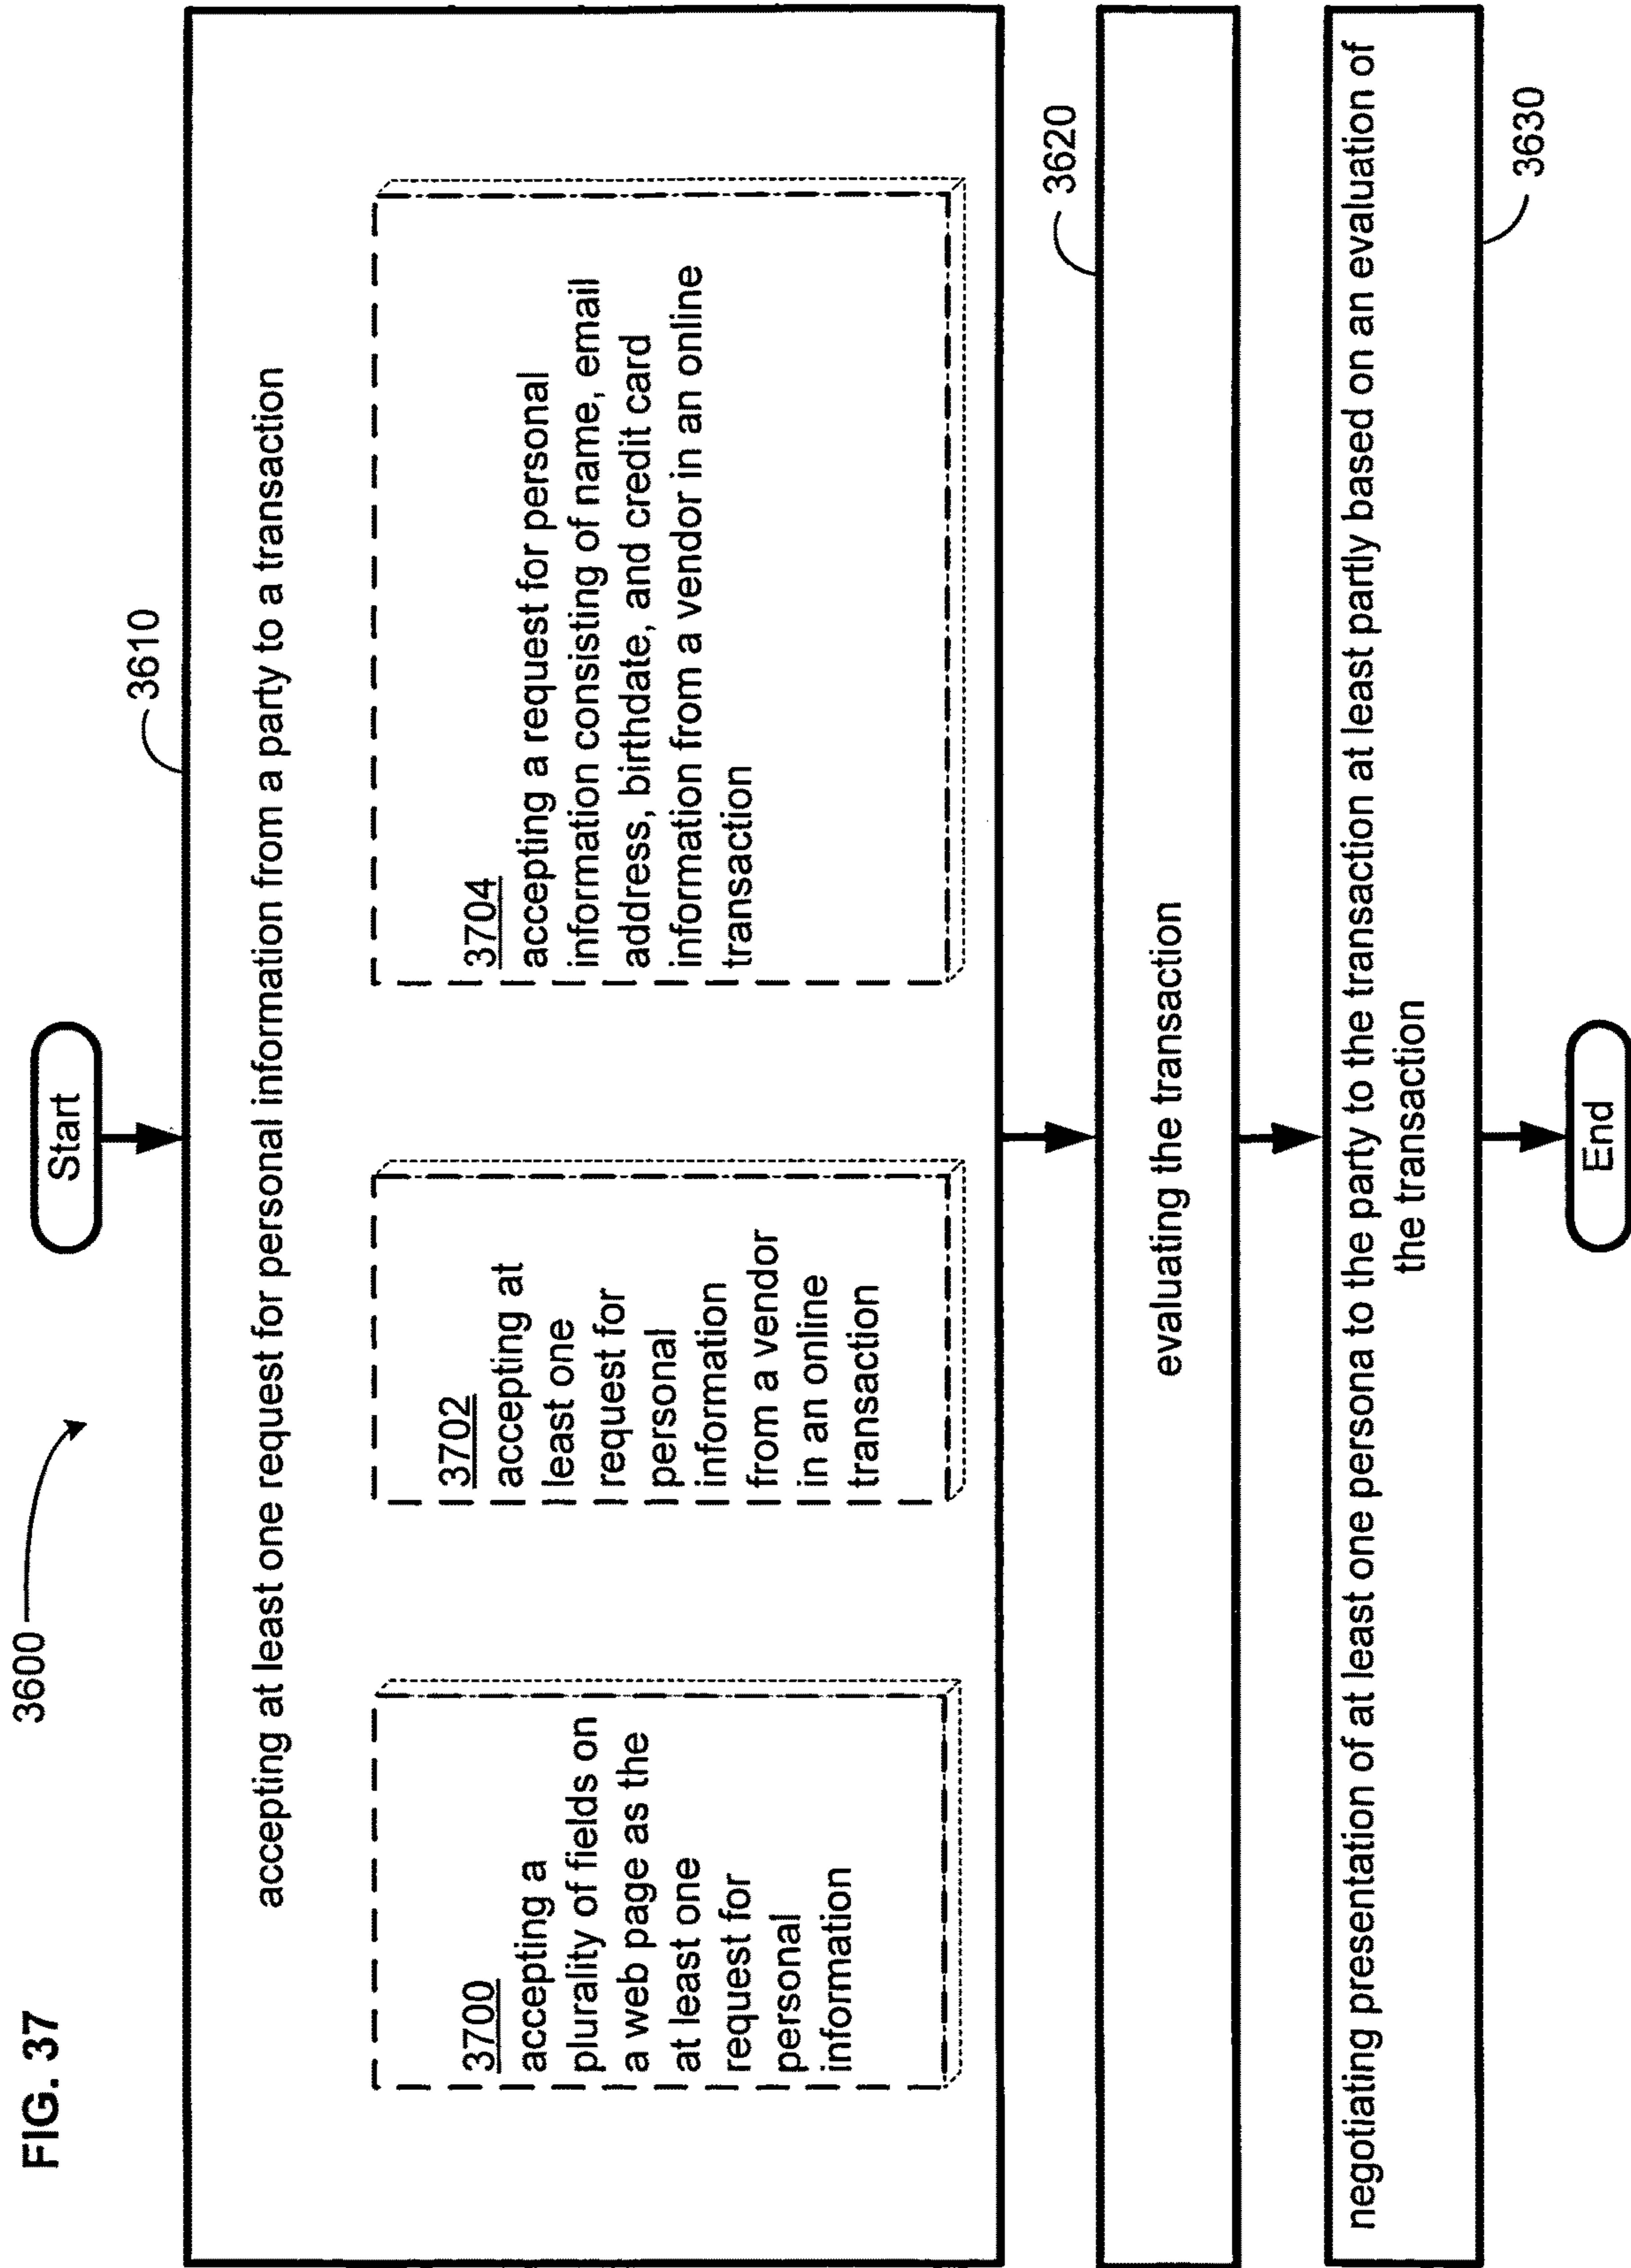 FIG. 37
3600
Start
3610
accepting at least one request for personal information from a party to a transaction
3700
accepting a
plurality of fields on
a web page as the
at least one
request for
personal
information
3702
accepting at
least one
request for
personal
information
from a vendor
in an online
transaction
3704
accepting a request for personal
information consisting of name, email
address, birthdate, and credit card
information from a vendor in an online
transaction
3620
evaluating the transaction
negotiating presentation of at least one persona to the party to the transaction at least partly based on an evaluation of
the transaction
3630
End